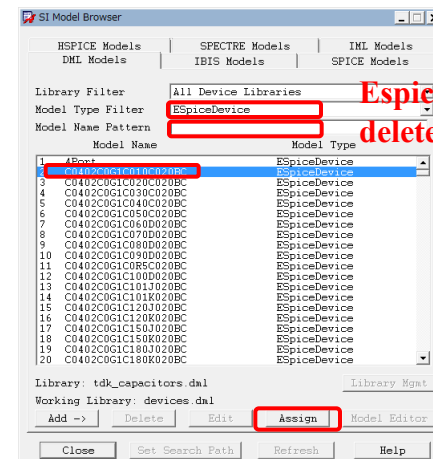 SI Model Browser
HSPICE Models SPECTRE Models IML Models
DML Models IBIS Models SPICE Models
Library Filter All Device Libraries
Model Type Filter ESpiceDevice
Espic
Model Name Pattern
delete
Model Name Model Type
1 4Port ESpiceDevice
2 C0402C0G1C010C020BC ESpiceDevice
3 C0402C0G1C020C020BC ESpiceDevice
4 C0402C0G1C030C020BC ESpiceDevice
5 C0402C0G1C040C020BC ESpiceDevice
6 C0402C0G1C050C020BC ESpiceDevice
7 C0402C0G1C060D020BC ESpiceDevice
8 C0402C0G1C070D020BC ESpiceDevice
9 C0402C0G1C080D020BC ESpiceDevice
10 C0402C0G1C090D020BC ESpiceDevice
11 C0402C0G1C0R5C020BC ESpiceDevice
12 C0402C0G1C100D020BC ESpiceDevice
13 C0402C0G1C101J020BC ESpiceDevice
14 C0402C0G1C101K020BC ESpiceDevice
15 C0402C0G1C120J020BC ESpiceDevice
16 C0402C0G1C120K020BC ESpiceDevice
17 C0402C0G1C150J020BC ESpiceDevice
18 C0402C0G1C150K020BC ESpiceDevice
19 C0402C0G1C180J020BC ESpiceDevice
20 C0402C0G1C180K020BC ESpiceDevice
Library: tdk_capacitors.dml Library Mgmt
Working Library: devices.dml
Add -> Delete Edit Assign Model Editor
Close Set Search Path Refresh Help